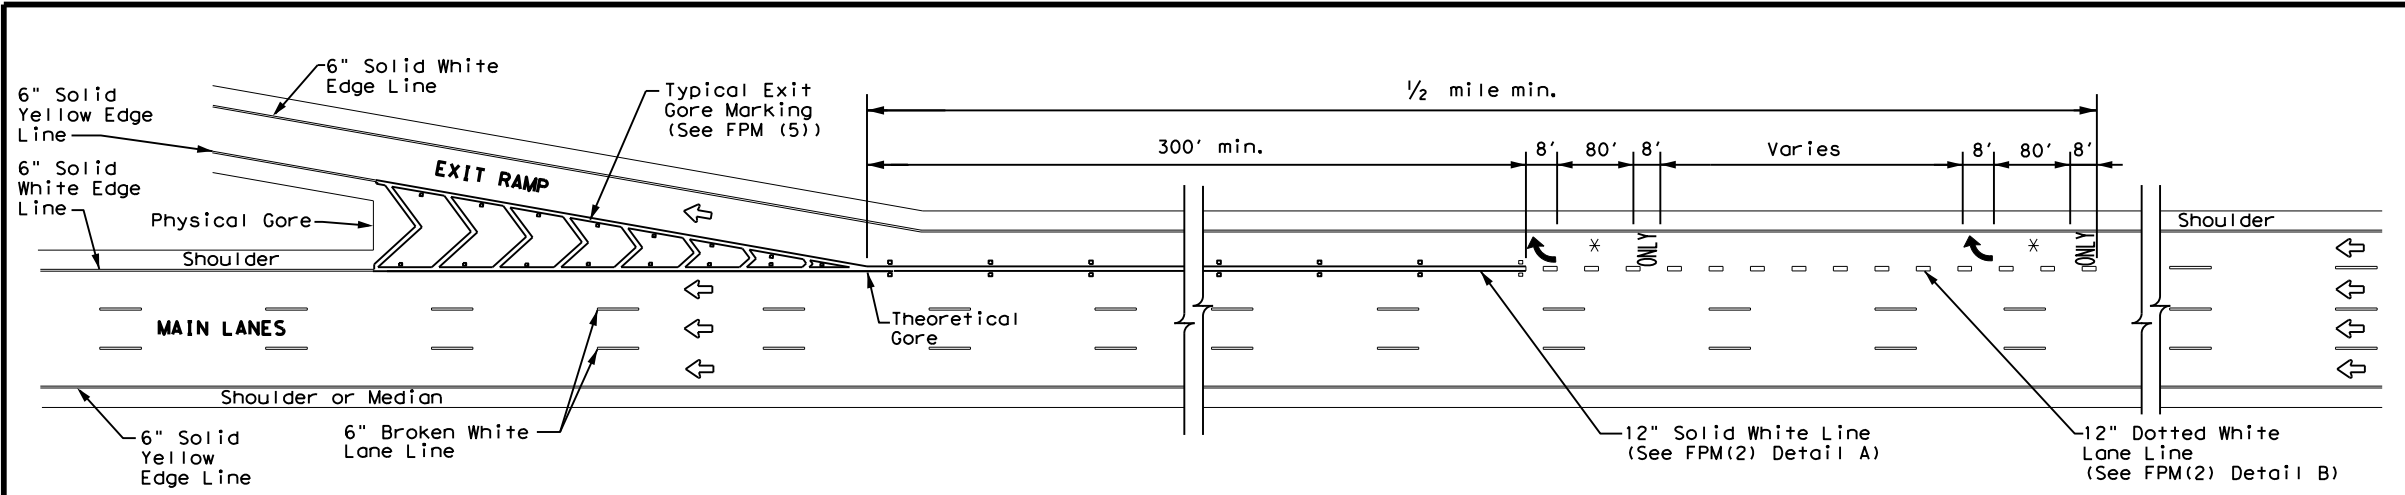 6" Solid White
Edge Line
6" Solid
Yellow Edge
Line
6" Solid
White Edge
Line
Typical Exit
Gore Marking
(See FPM (5))
½ mile min.
300' min.
8' 80' 8' Varies 8' 80' 8'
EXIT RAMP
Physical Gore
Shoulder
Shoulder
* ONLY * ONLY
MAIN LANES
Theoretical
Gore
Shoulder or Median
6" Solid
Yellow
Edge Line
6" Broken White
Lane Line
12" Solid White Line
(See FPM(2) Detail A)
12" Dotted White
Lane Line
(See FPM(2) Detail B)